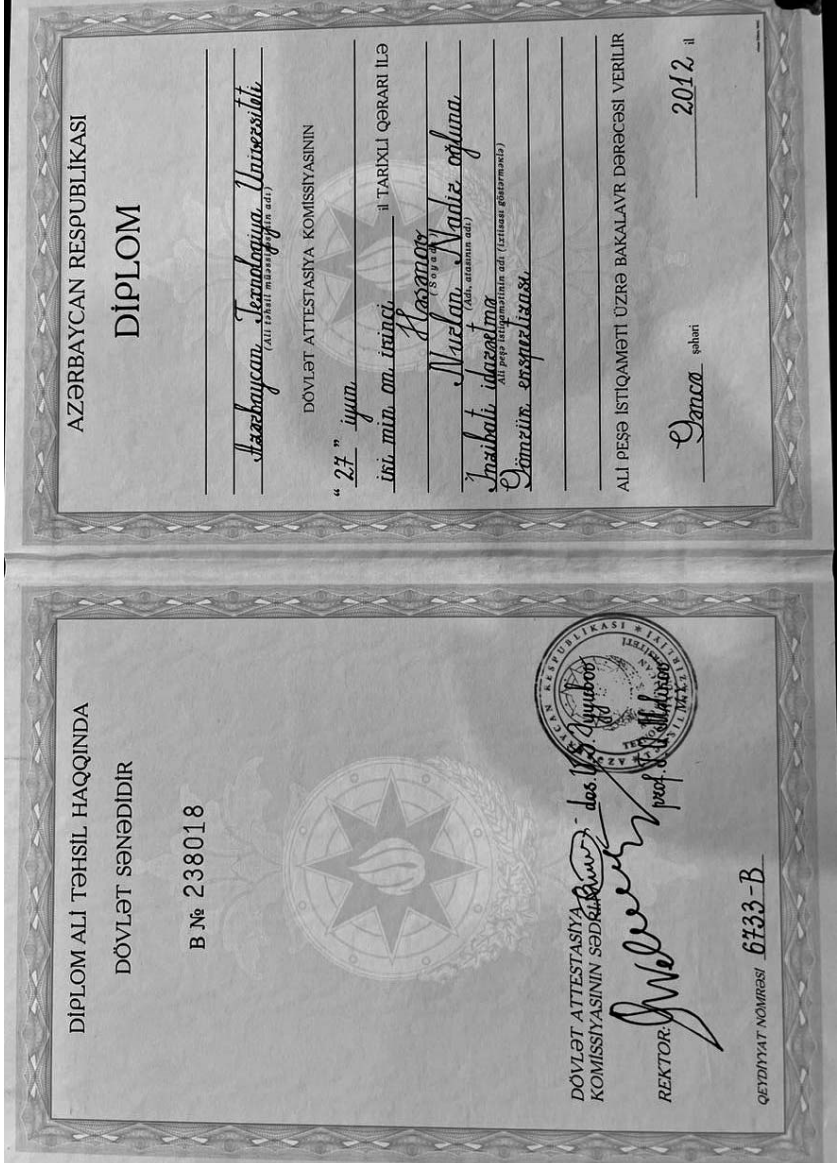 DİPLOM ALİ TƏHSİL HAQQINDA
DÖVLƏT SƏNƏDİDİR
B № 238018
DÖVLƏT ATTESTASİYA
KOMİSSİYASININ SƏDRİ
dos.
REKTOR:
prof.
QEYDİYYAT NÖMRƏSİ 6733-B
AZƏRBAYCAN RESPUBLİKASI
DİPLOM
Azərbaycan Texnologiya Universiteti
(Ali təhsil müəssisəsinin adı)
DÖVLƏT ATTESTASİYA KOMİSSİYASININ
"27" iyun
iki min on ikinci il TARİXLİ QƏRARI İLƏ
Həsənov
(Soyadı)
Nurlan Nadir oğluna
(Adı, atasının adı)
İnzibati idarəetmə
Ali peşə istiqamətinin adı (ixtisası göstərməklə)
Gömrük ekspertizası
ALİ PEŞƏ İSTİQAMƏTİ ÜZRƏ BAKALAVR DƏRƏCƏSİ VERİLİR
Gəncə şəhəri 2012 il